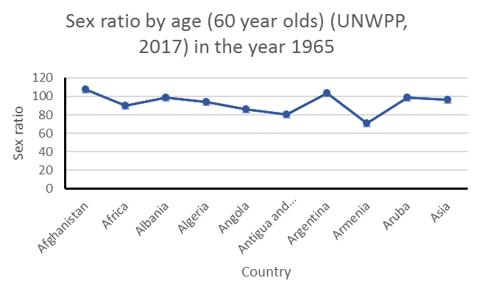 Sex ratio by age (60 year olds) (UNWPP,
2017) in the year 1965
120
100
80
60
40
20
0
Sex ratio
Afghanistan
Africa
Albania
Algeria
Angola
Antigua and...
Argentina
Armenia
Aruba
Asia
Country